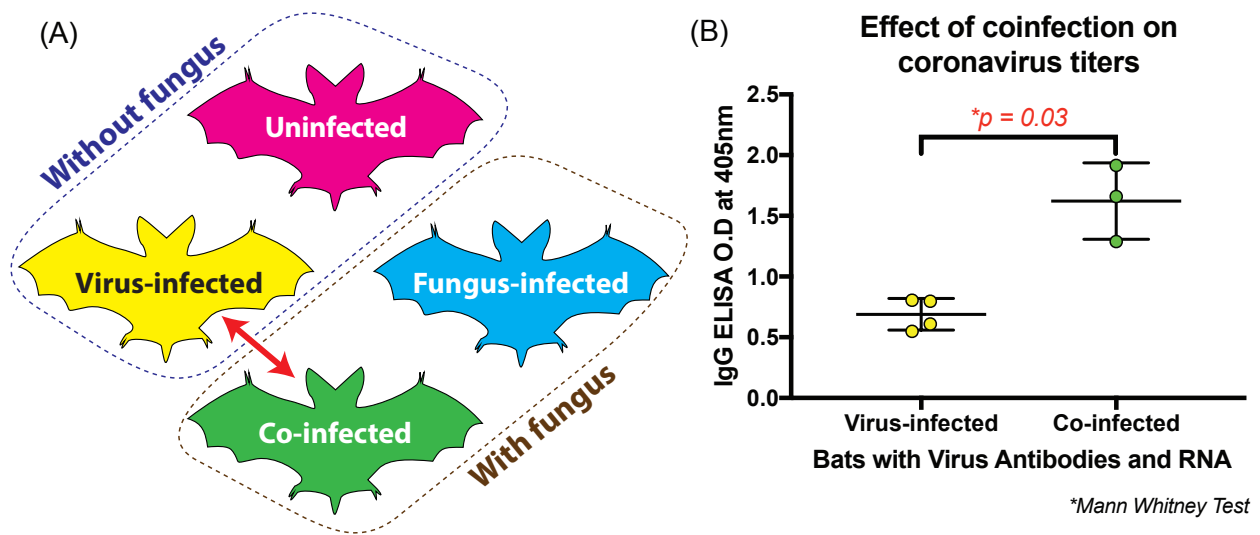 (A)
Without fungus
Uninfected
Virus-infected
Fungus-infected
Co-infected
With fungus
(B)
Effect of coinfection on
coronavirus titers
*p = 0.03
IgG ELISA O.D at 405nm
2.5
2.0
1.5
1.0
0.5
0.0
Virus-infected Co-infected
Bats with Virus Antibodies and RNA
*Mann Whitney Test